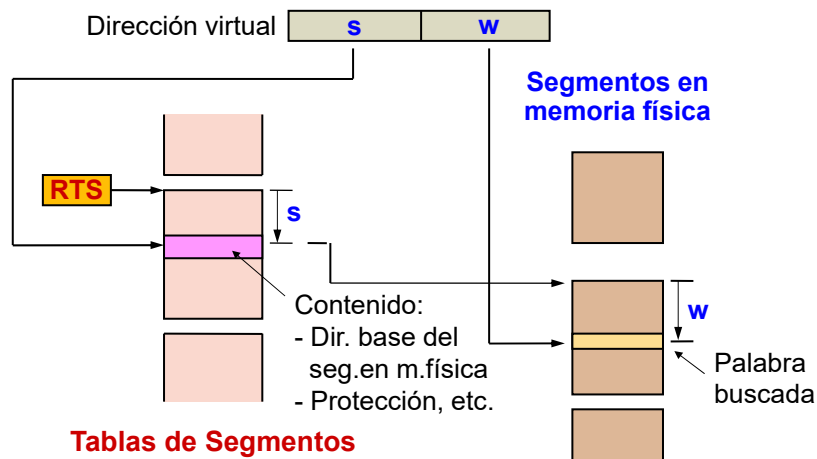 Dirección virtual s w
Segmentos en
memoria física
RTS
s
Contenido:
- Dir. base del
seg.en m.física
- Protección, etc.
w
Palabra
buscada
Tablas de Segmentos